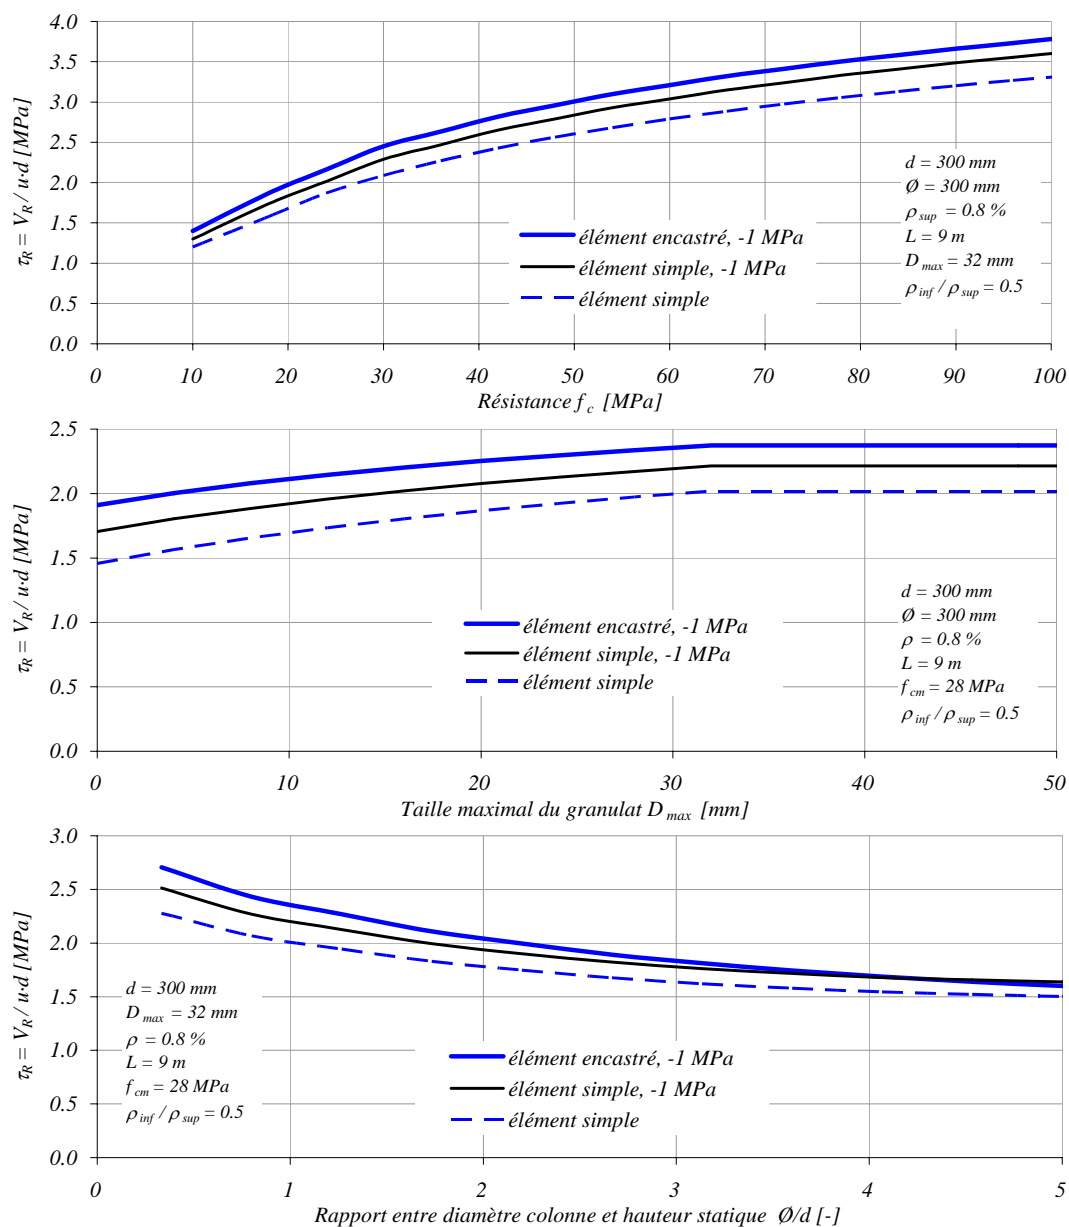 τR = VR / u·d [MPa]
4.0
3.5
3.0
2.5
2.0
1.5
1.0
0.5
0.0
élément encastré, -1 MPa
élément simple, -1 MPa
élément simple
d = 300 mm
Ø = 300 mm
ρsup = 0.8 %
L = 9 m
Dmax = 32 mm
ρinf / ρsup = 0.5
0 10 20 30 40 50 60 70 80 90 100
Résistance fc [MPa]
τR = VR / u·d [MPa]
2.5
2.0
1.5
1.0
0.5
0.0
élément encastré, -1 MPa
élément simple, -1 MPa
élément simple
d = 300 mm
Ø = 300 mm
ρ = 0.8 %
L = 9 m
fcm = 28 MPa
ρinf / ρsup = 0.5
0 10 20 30 40 50
Taille maximal du granulat Dmax [mm]
τR = VR / u·d [MPa]
3.0
2.5
2.0
1.5
1.0
0.5
0.0
d = 300 mm
Dmax = 32 mm
ρ = 0.8 %
L = 9 m
fcm = 28 MPa
ρinf / ρsup = 0.5
élément encastré, -1 MPa
élément simple, -1 MPa
élément simple
0 1 2 3 4 5
Rapport entre diamètre colonne et hauteur statique Ø/d [-]